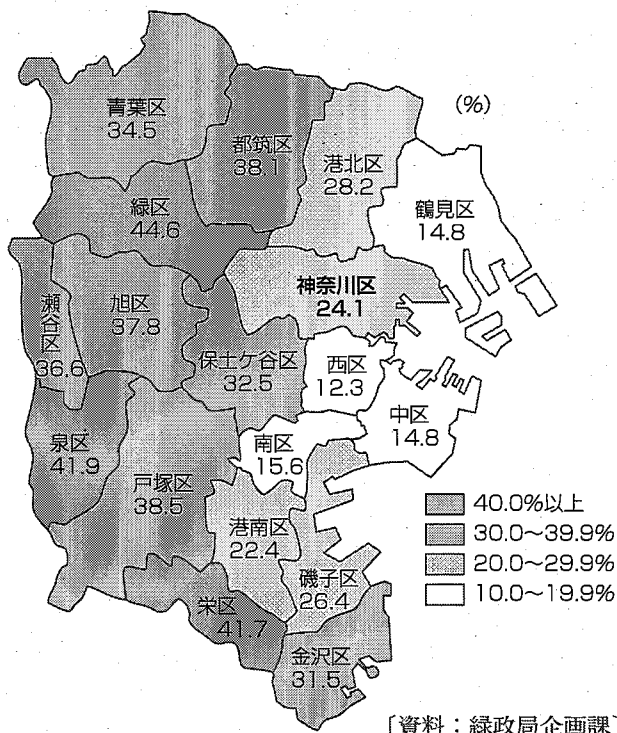 青葉区
34.5
都筑区
38.1
港北区
28.2
(%)
鶴見区
14.8
緑区
44.6
神奈川区
24.1
瀬谷区
36.6
旭区
37.8
保土ケ谷区
32.5
西区
12.3
中区
14.8
泉区
41.9
戸塚区
38.5
南区
15.6
港南区
22.4
磯子区
26.4
栄区
41.7
金沢区
31.5
40.0%以上
30.0～39.9%
20.0～29.9%
10.0～19.9%
〔資料：緑政局企画課〕